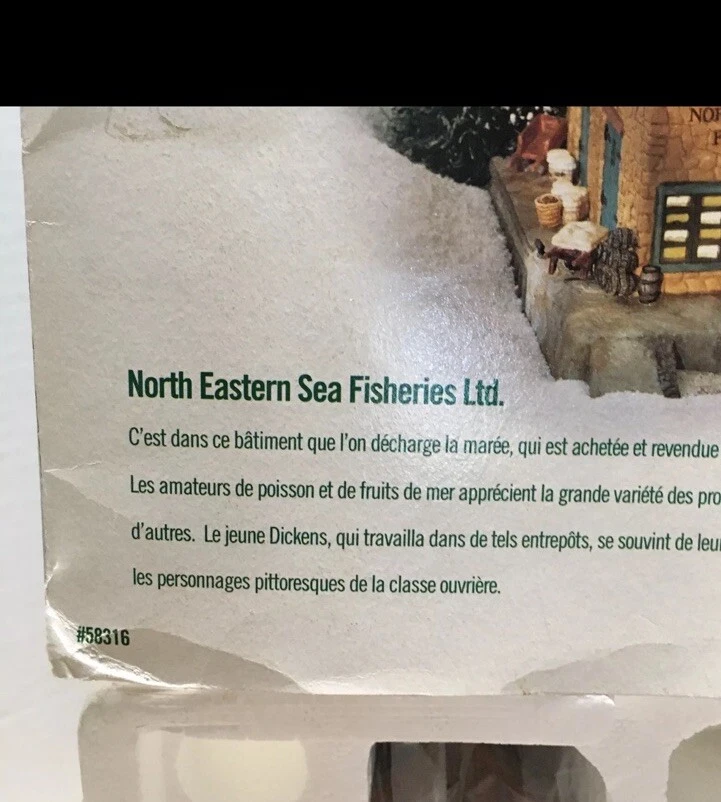 NOR
North Eastern Sea Fisheries Ltd.
C'est dans ce bâtiment que l'on décharge la marée, qui est achetée et revendue
Les amateurs de poisson et de fruits de mer apprécient la grande variété des pro
d'autres. Le jeune Dickens, qui travailla dans de tels entrepôts, se souvint de leu
les personnages pittoresques de la classe ouvrière.
#58316